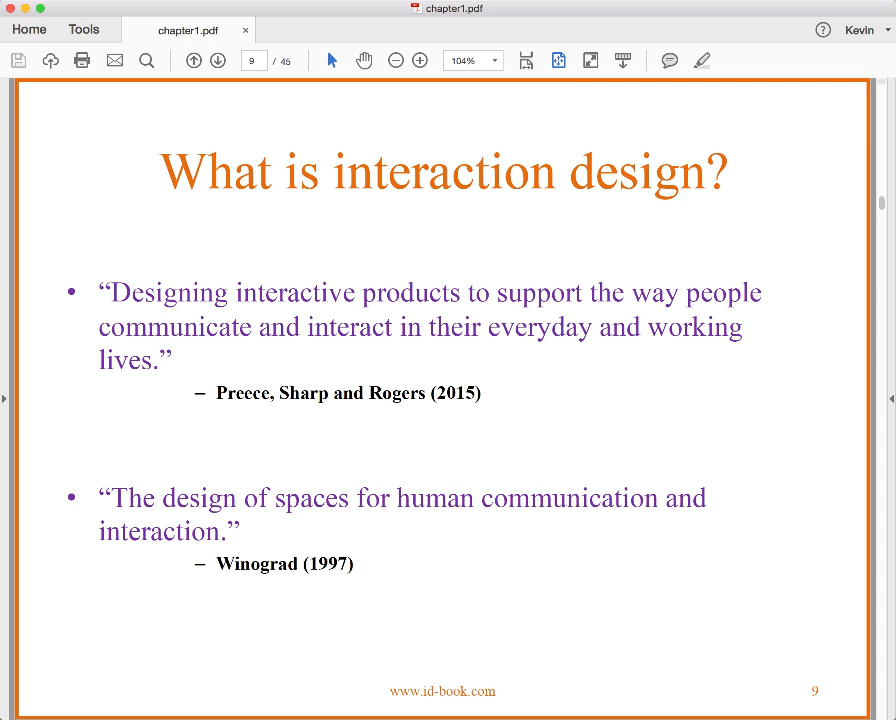 chapter1.pdf
Home Tools chapter1.pdf × ? Kevin
9 / 45 104%
What is interaction design?
• “Designing interactive products to support the way people
communicate and interact in their everyday and working
lives.”
– Preece, Sharp and Rogers (2015)
• “The design of spaces for human communication and
interaction.”
– Winograd (1997)
www.id-book.com 9